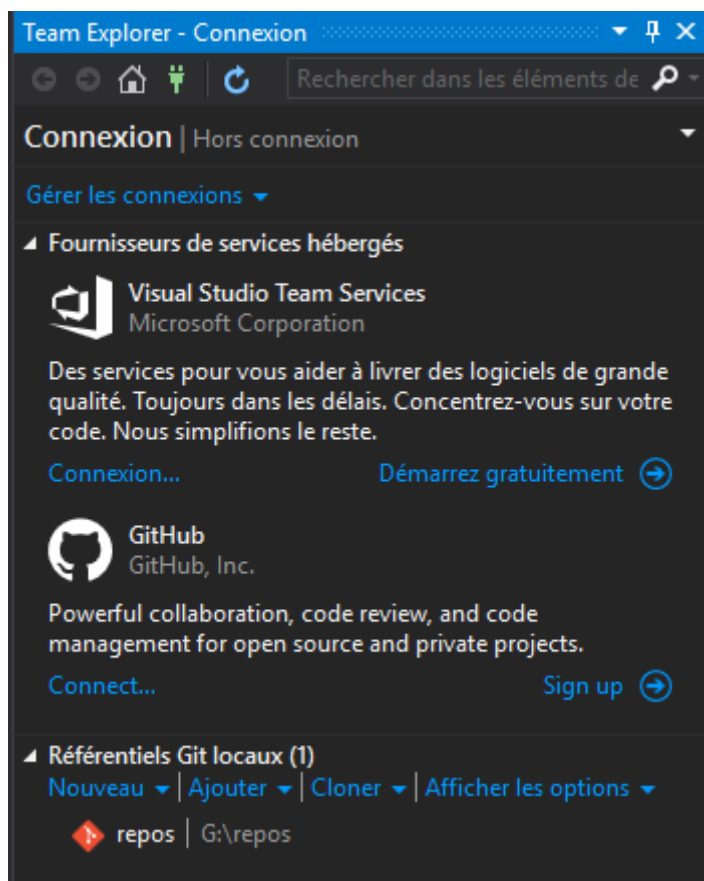 Team Explorer - Connexion
Rechercher dans les éléments de
Connexion | Hors connexion
Gérer les connexions
Fournisseurs de services hébergés
Visual Studio Team Services
Microsoft Corporation
Des services pour vous aider à livrer des logiciels de grande
qualité. Toujours dans les délais. Concentrez-vous sur votre
code. Nous simplifions le reste.
Connexion... Démarrez gratuitement
GitHub
GitHub, Inc.
Powerful collaboration, code review, and code
management for open source and private projects.
Connect... Sign up
Référentiels Git locaux (1)
Nouveau | Ajouter | Cloner | Afficher les options
repos | G:\repos